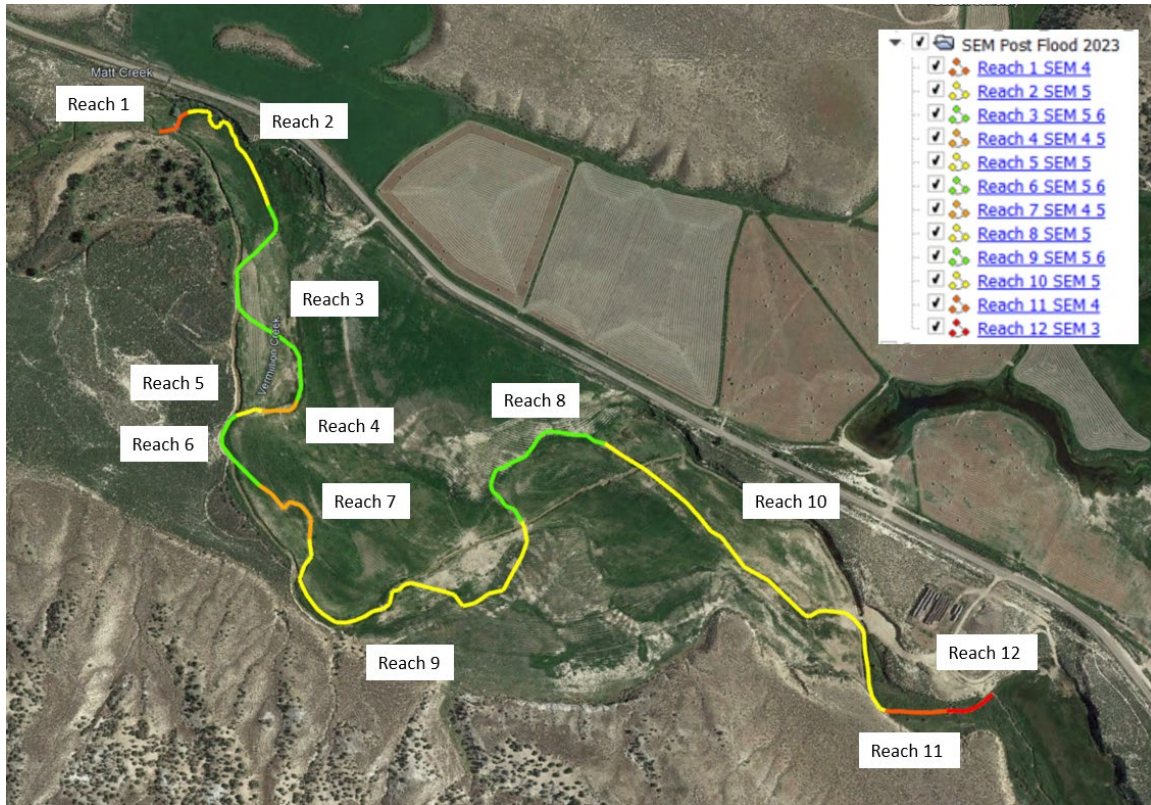 Matt Creek
Reach 1
Reach 2
Reach 3
Vermillion Creek
Reach 5
Reach 4
Reach 6
Reach 7
Reach 8
Reach 10
Reach 9
Reach 12
Reach 11
SEM Post Flood 2023
Reach 1 SEM 4
Reach 2 SEM 5
Reach 3 SEM 5 6
Reach 4 SEM 4 5
Reach 5 SEM 5
Reach 6 SEM 5 6
Reach 7 SEM 4 5
Reach 8 SEM 5
Reach 9 SEM 5 6
Reach 10 SEM 5
Reach 11 SEM 4
Reach 12 SEM 3